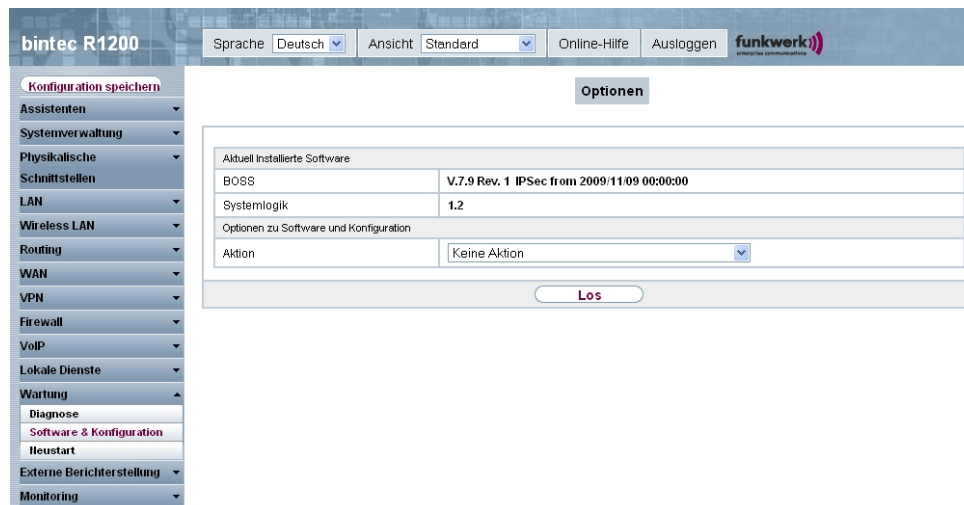 bintec R1200
Sprache Deutsch Ansicht Standard Online-Hilfe Ausloggen funkwerk
enterprise communications
Konfiguration speichern
Assistenten
Systemverwaltung
Physikalische
Schnittstellen
LAN
Wireless LAN
Routing
WAN
VPN
Firewall
VoIP
Lokale Dienste
Wartung
Diagnose
Software & Konfiguration
Neustart
Externe Berichterstellung
Monitoring
Optionen
Aktuell Installierte Software
BOSS V.7.9 Rev. 1 IPSec from 2009/11/09 00:00:00
Systemlogik 1.2
Optionen zu Software und Konfiguration
Aktion Keine Aktion
Los